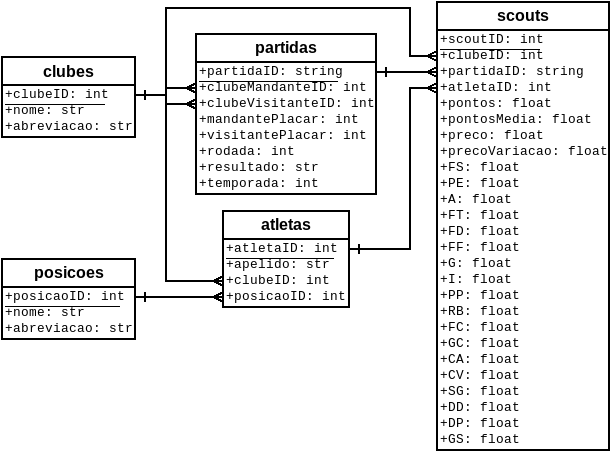 clubes
+clubeID: int
+nome: str
+abreviacao: str
posicoes
+posicaoID: int
+nome: str
+abreviacao: str
partidas
+partidaID: string
+clubeMandanteID: int
+clubeVisitanteID: int
+mandantePlacar: int
+visitantePlacar: int
+rodada: int
+resultado: str
+temporada: int
atletas
+atletaID: int
+apelido: str
+clubeID: int
+posicaoID: int
scouts
+scoutID: int
+clubeID: int
+partidaID: string
+atletaID: int
+pontos: float
+pontosMedia: float
+preco: float
+precoVariacao: float
+FS: float
+PE: float
+A: float
+FT: float
+FD: float
+FF: float
+G: float
+I: float
+PP: float
+RB: float
+FC: float
+GC: float
+CA: float
+CV: float
+SG: float
+DD: float
+DP: float
+GS: float